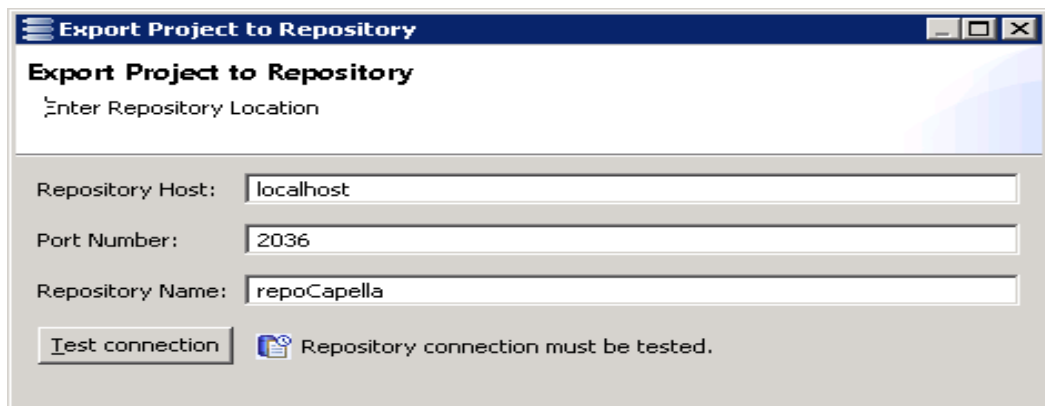 Export Project to Repository
Export Project to Repository
Enter Repository Location
Repository Host: localhost
Port Number: 2036
Repository Name: repoCapella
Test connection Repository connection must be tested.